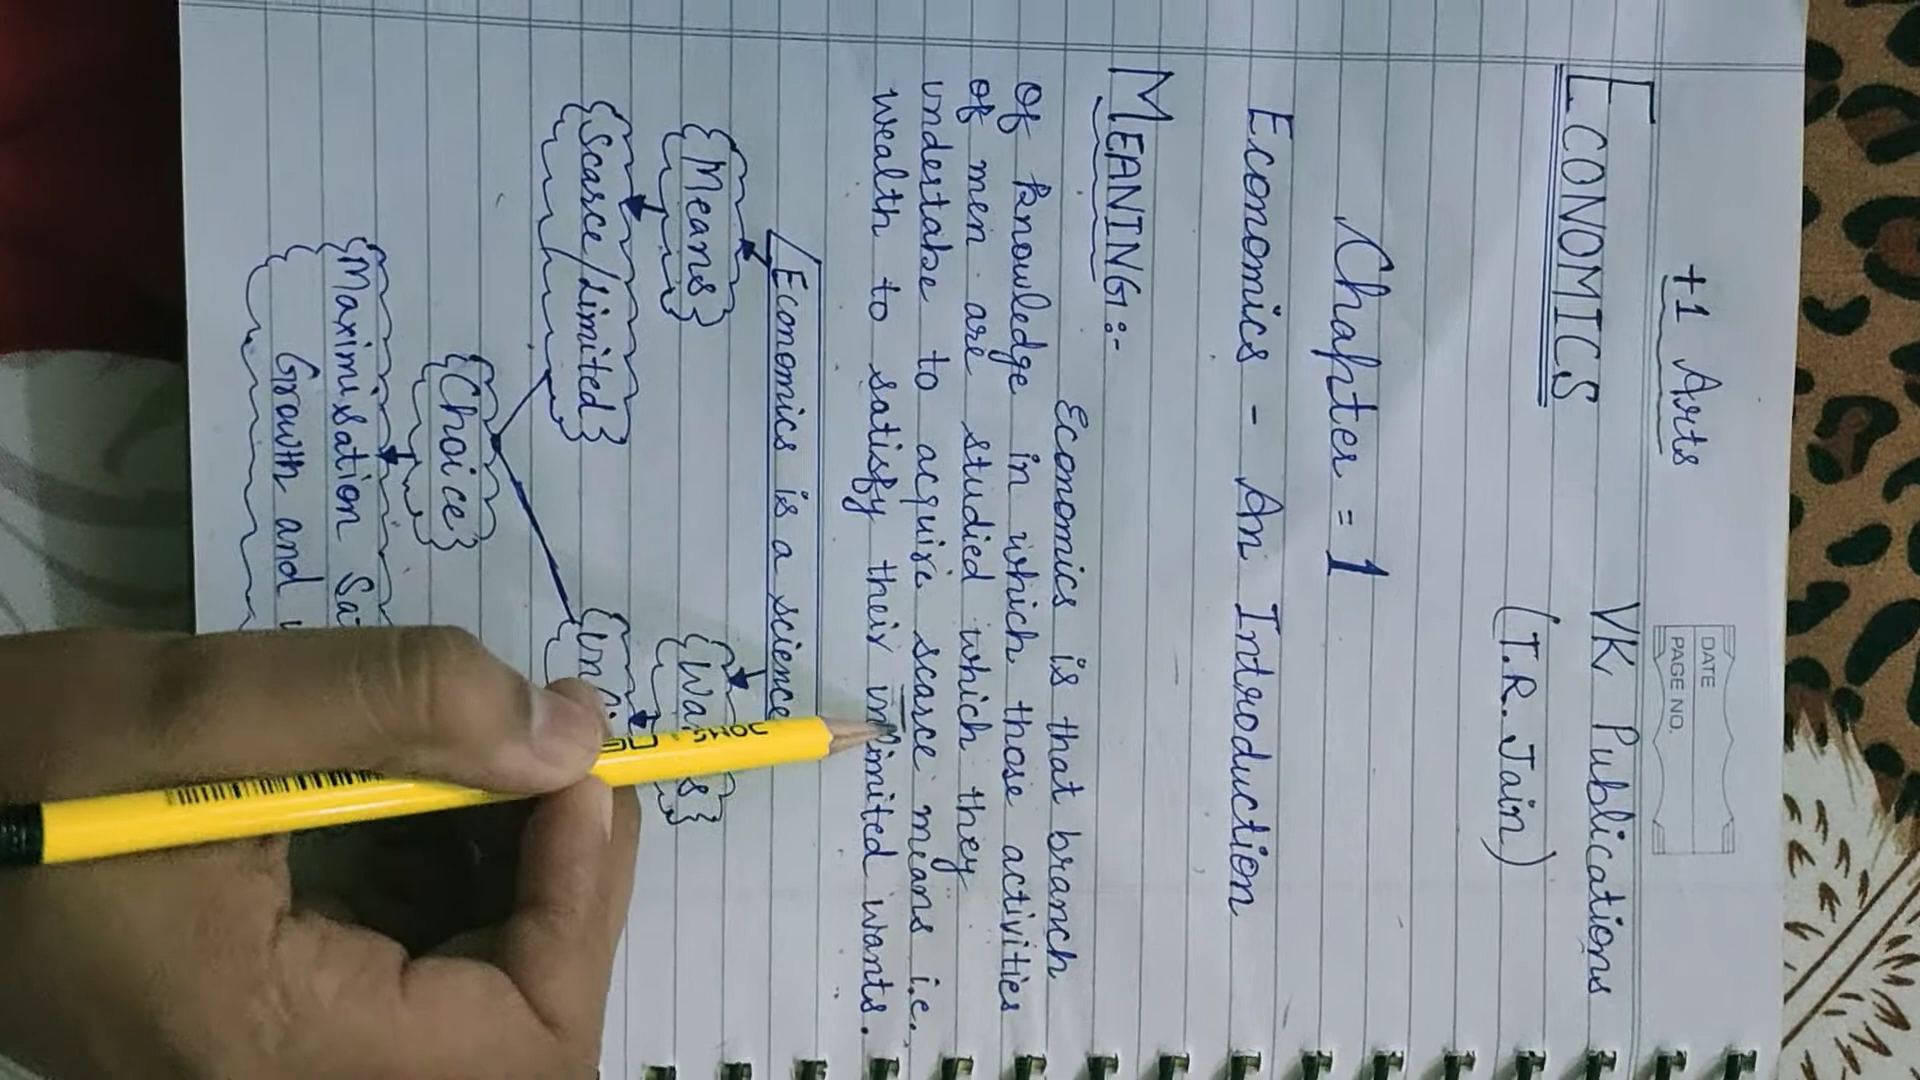 +1 Arts
DATE
PAGE NO.
ECONOMICS VK Publications
(T.R. Jain)
Chapter = 1
Economics - An Introduction
MEANING:-
Economics is that branch
of knowledge in which those activities
of men are studied which they
undertake to acquire scarce means i.e.
wealth to satisfy their unlimited wants.
Economics is a science
{Means}
{Scarce/Limited}
{Choice}
{Maximisation
Growth and